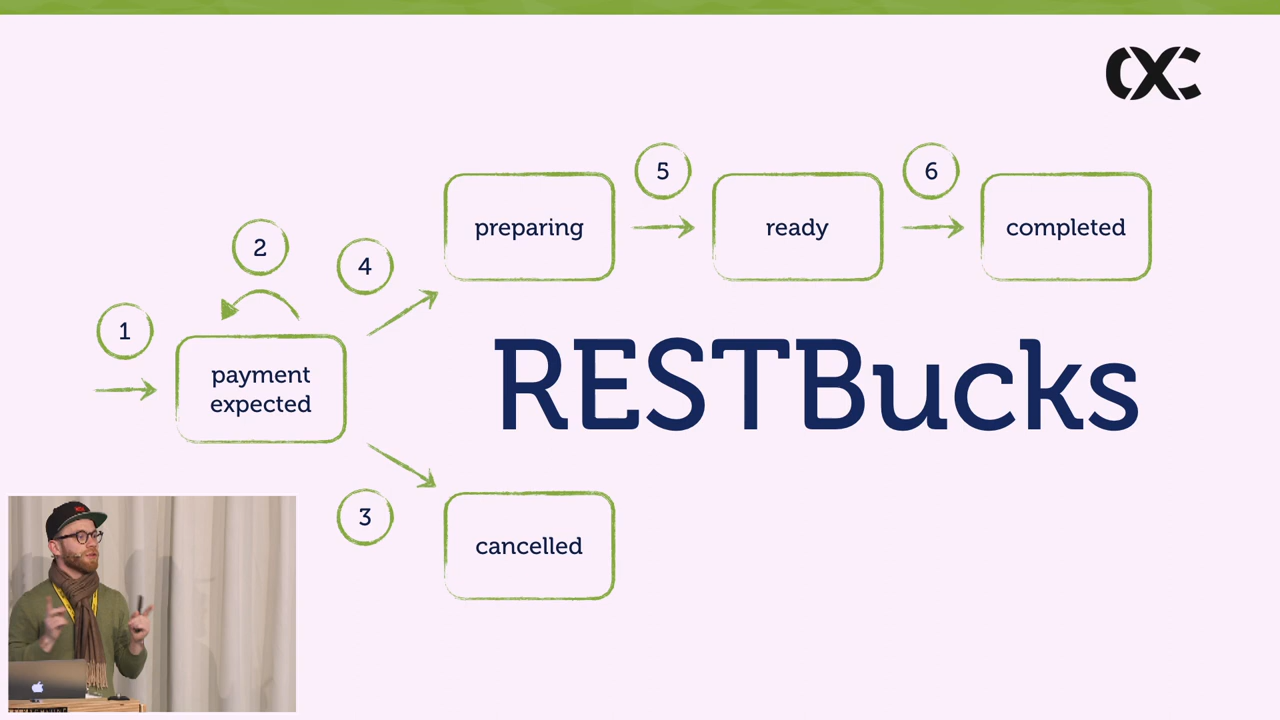 5
6
preparing
ready
completed
2
4
1
payment
expected
RESTBucks
3
cancelled